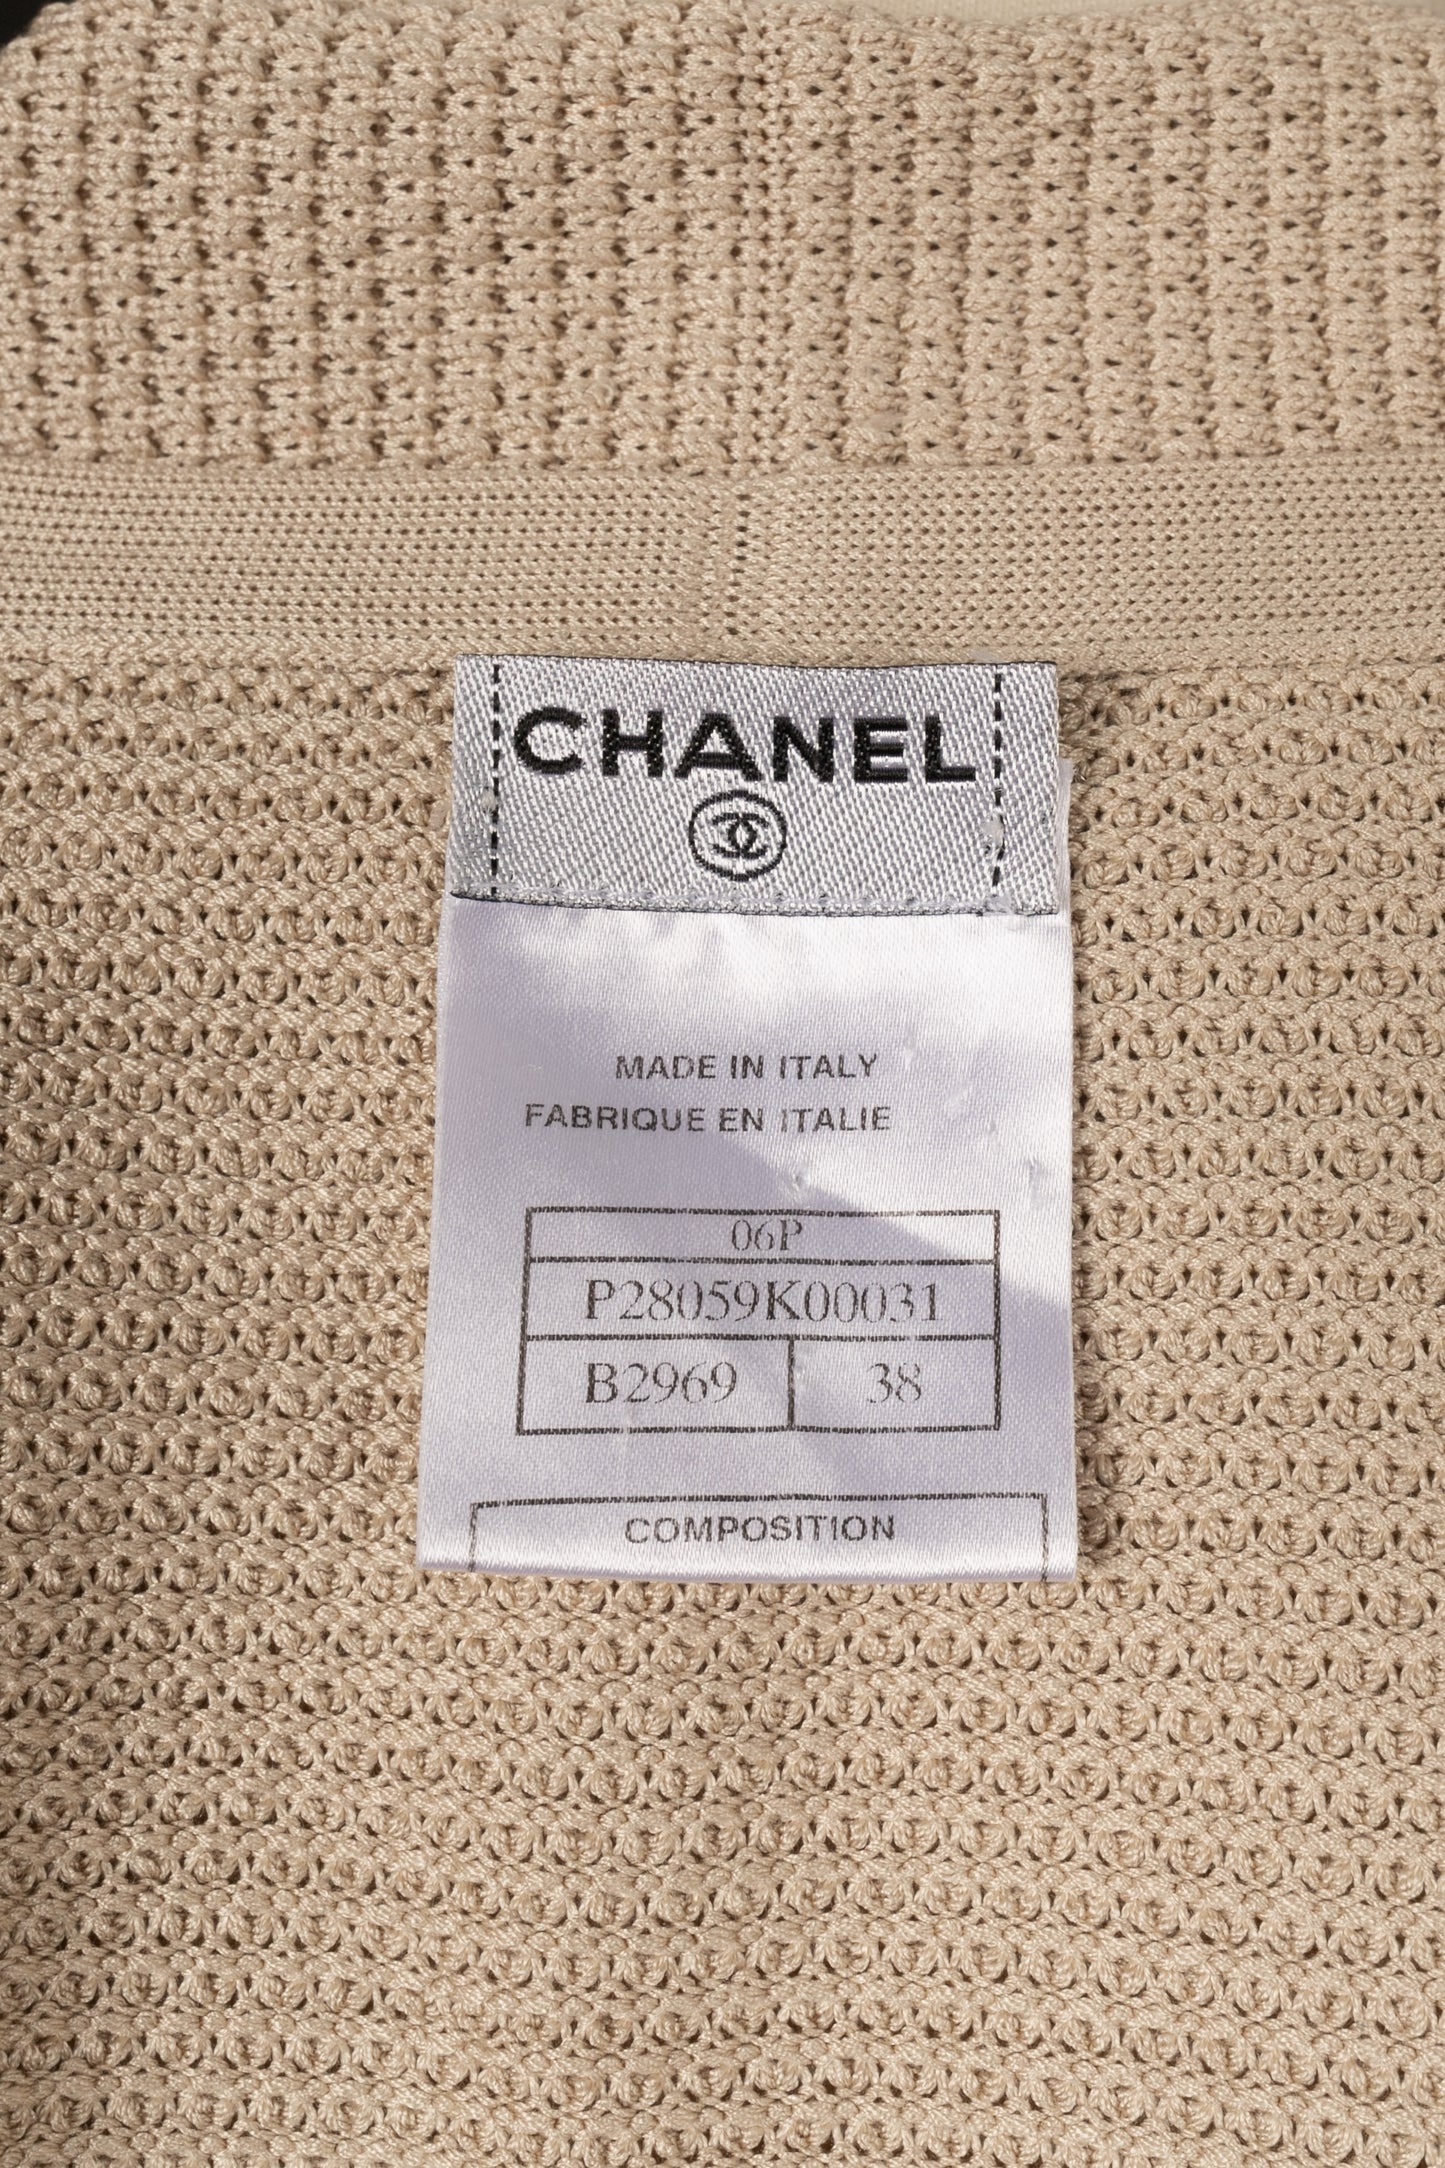 CHANEL
MADE IN ITALY
FABRIQUE EN ITALIE
06P
P28059K00031
B2969 38
COMPOSITION